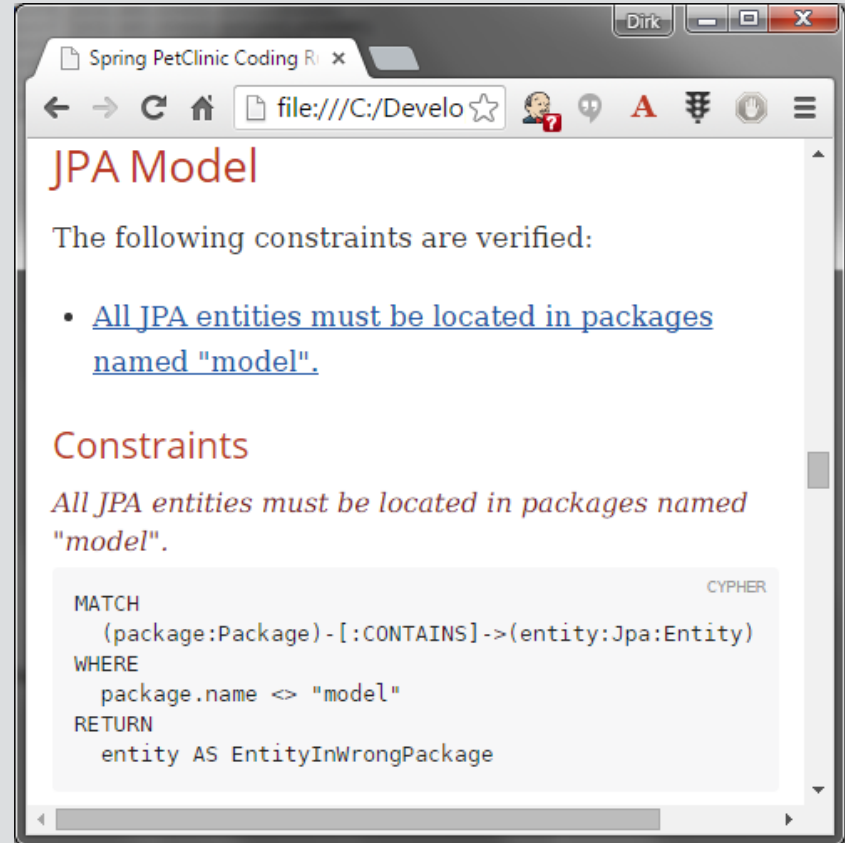 Dirk
Spring PetClinic Coding R
file:///C:/Develo
A
?
JPA Model
The following constraints are verified:
• All JPA entities must be located in packages
named "model".
Constraints
All JPA entities must be located in packages named
"model".
CYPHER
MATCH
(package:Package)-[:CONTAINS]->(entity:Jpa:Entity)
WHERE
package.name <> "model"
RETURN
entity AS EntityInWrongPackage